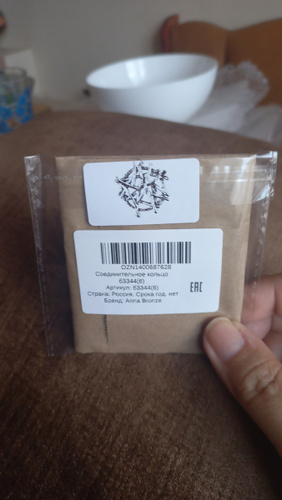 OZN1400687628
Соединительное кольцо
63344(6)
Артикул: 63344(6)
Страна: Россия, Срока год. нет
Бренд: Anna Bronze
EAC